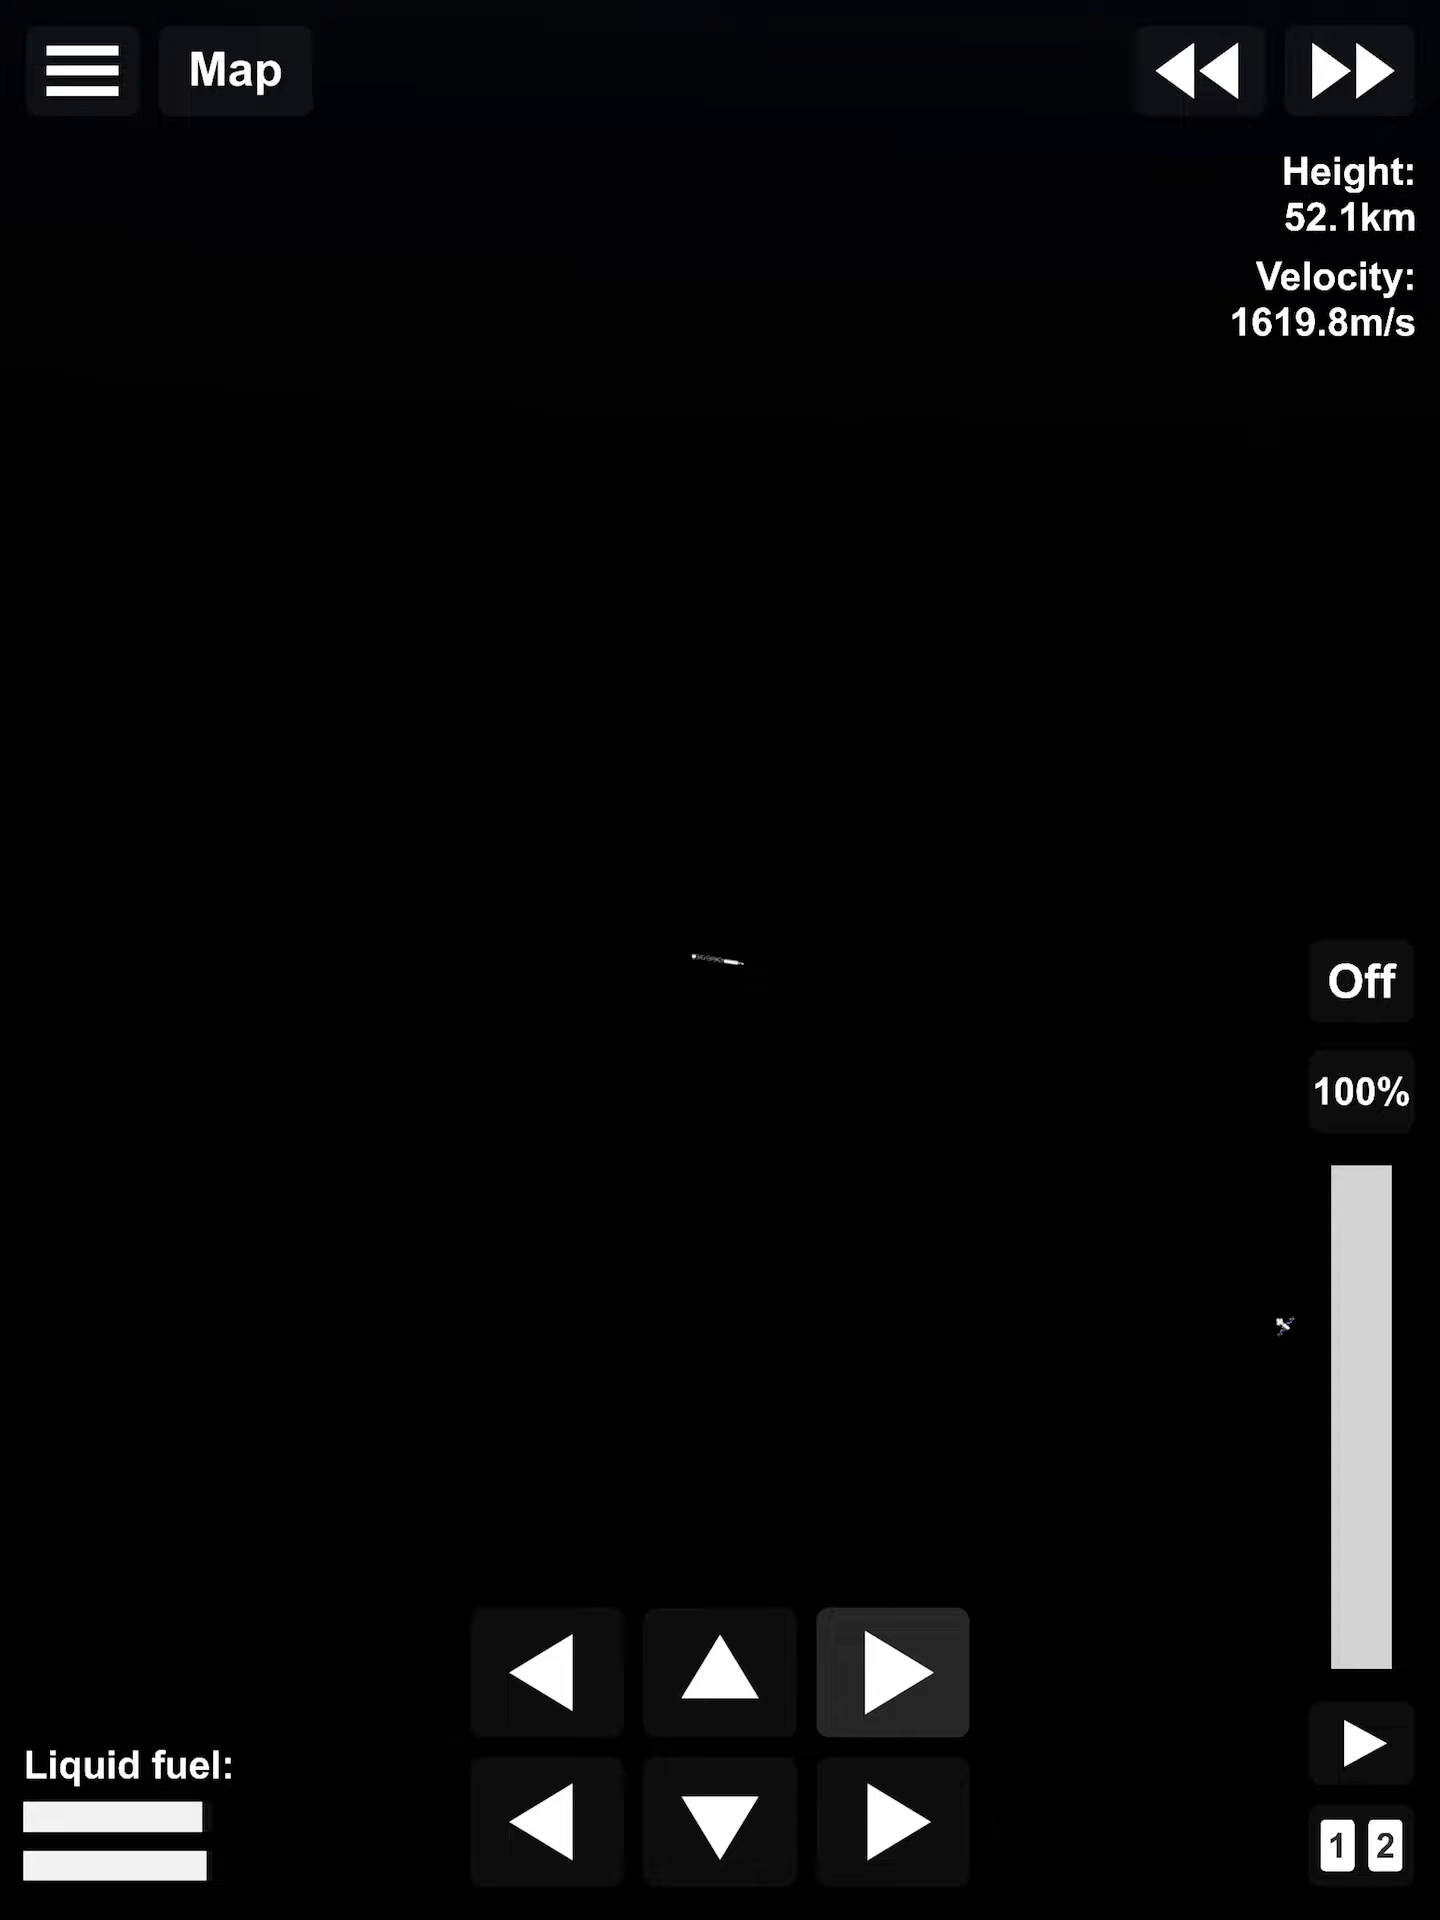 Map
Height:
52.1km
Velocity:
1619.8m/s
Off
100%
Liquid fuel:
1 2